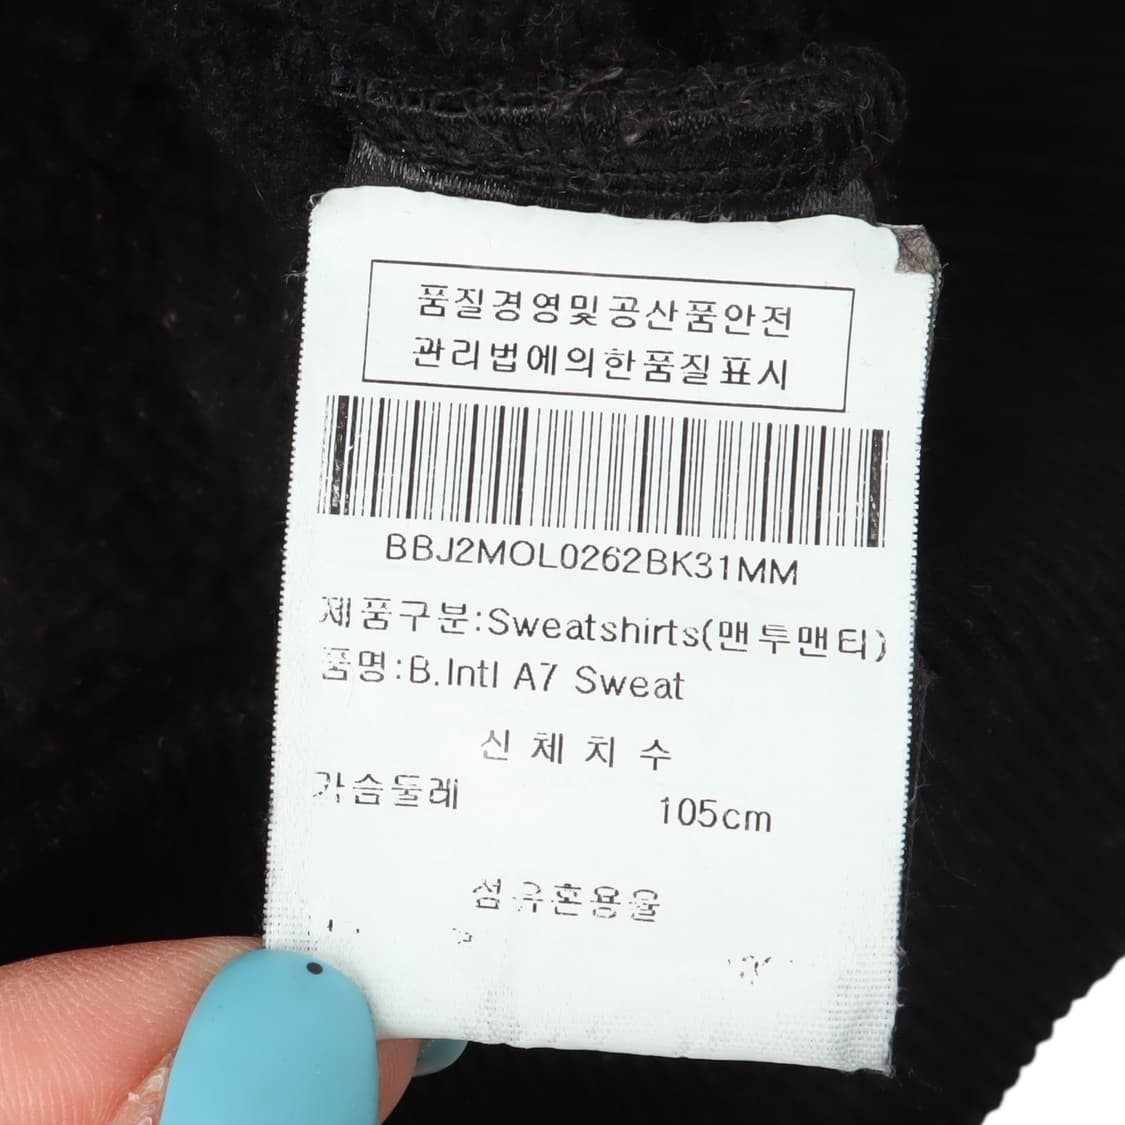 품질경영및공산품안전
관리법에의한품질표시
BBJ2MOL0262BK31MM
제품구분:Sweatshirts(맨투맨티)
품명:B.Intl A7 Sweat
신체치수
가슴둘레 105cm
섬유혼용율